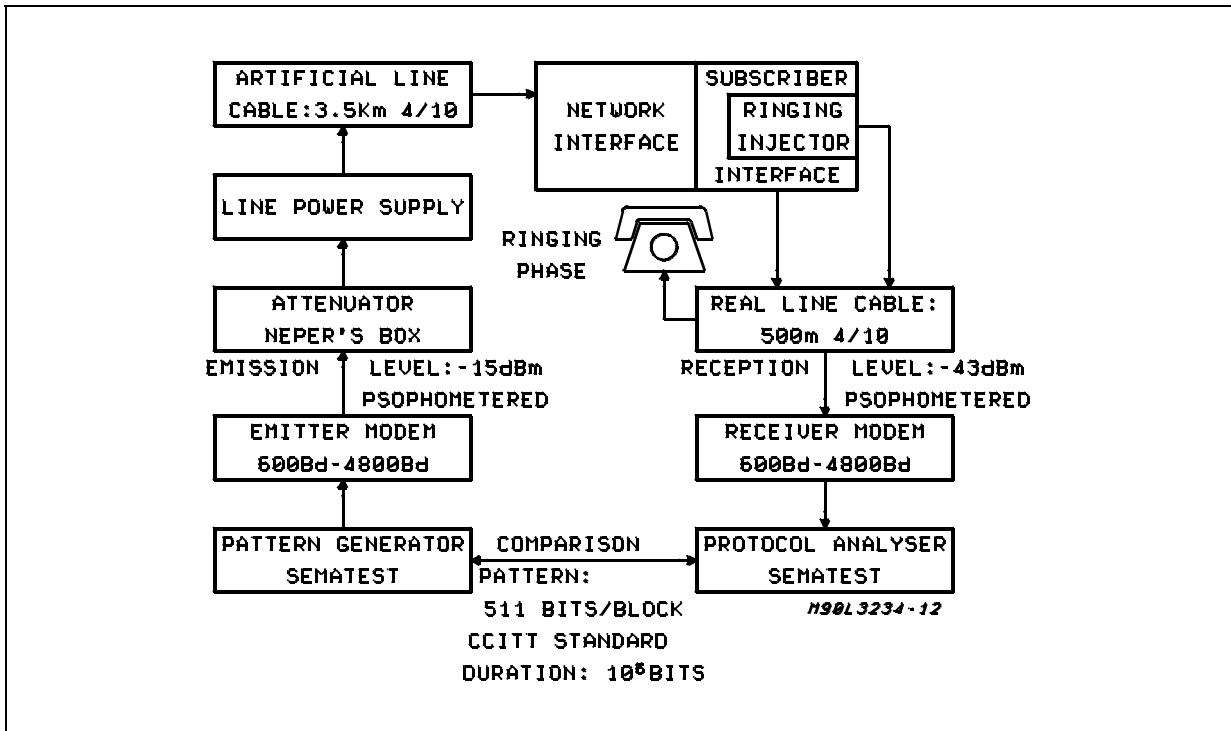 ARTIFICIAL LINE
CABLE:3.5Km 4/10
NETWORK
INTERFACE
SUBSCRIBER
RINGING
INJECTOR
INTERFACE
LINE POWER SUPPLY
RINGING
PHASE
ATTENUATOR
NEPER'S BOX
REAL LINE CABLE:
500m 4/10
EMISSION LEVEL:-15dBm
PSOPHOMETERED
RECEPTION LEVEL:-43dBm
PSOPHOMETERED
EMITTER MODEM
600Bd-4800Bd
RECEIVER MODEM
600Bd-4800Bd
PATTERN GENERATOR
SEMATEST
COMPARISON
PATTERN:
511 BITS/BLOCK
CCITT STANDARD
DURATION: 10⁵BITS
PROTOCOL ANALYSER
SEMATEST
M90L3234-12